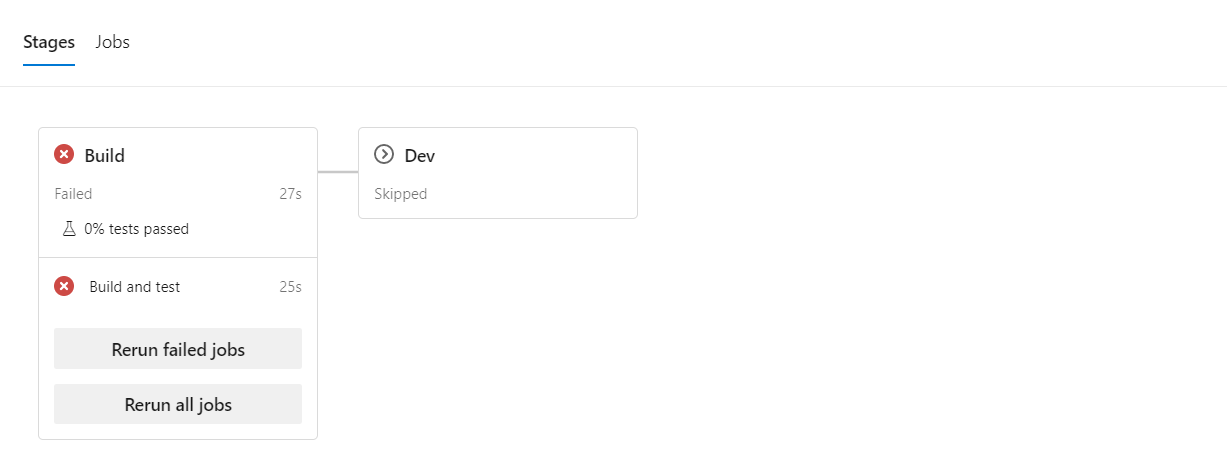 Stages Jobs
Build
Failed 27s
0% tests passed
Build and test 25s
Rerun failed jobs
Rerun all jobs
Dev
Skipped